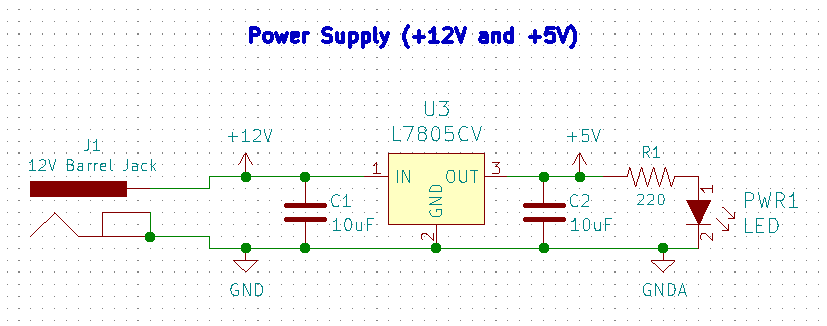 Power Supply (+12V and +5V)
U3
L7805CV
+12V
+5V
J1
12V Barrel Jack
R1
1
IN
OUT
3
GND
2
C1
10uF
C2
10uF
220
1
PWR1
LED
2
GND
GNDA